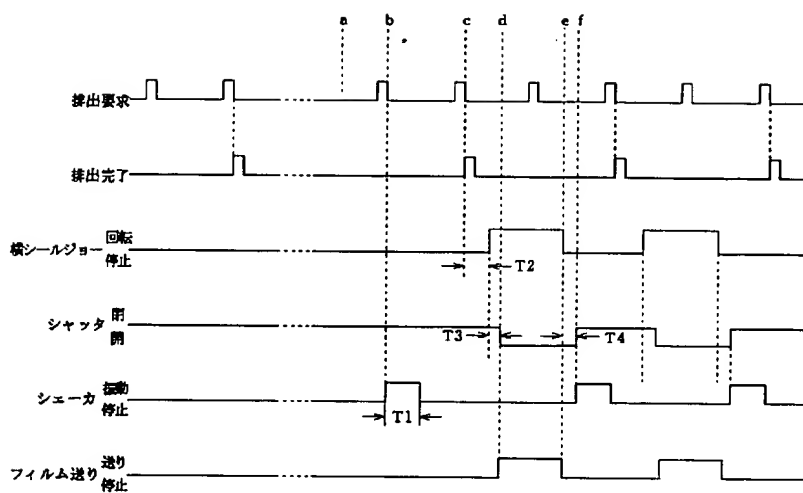 a b c d e f
排出要求
排出完了
横シールジョー 回転
停止
T2
シャッタ 閉
開
T3 T4
シェーカ 振動
停止
T1
フィルム送り 送り
停止